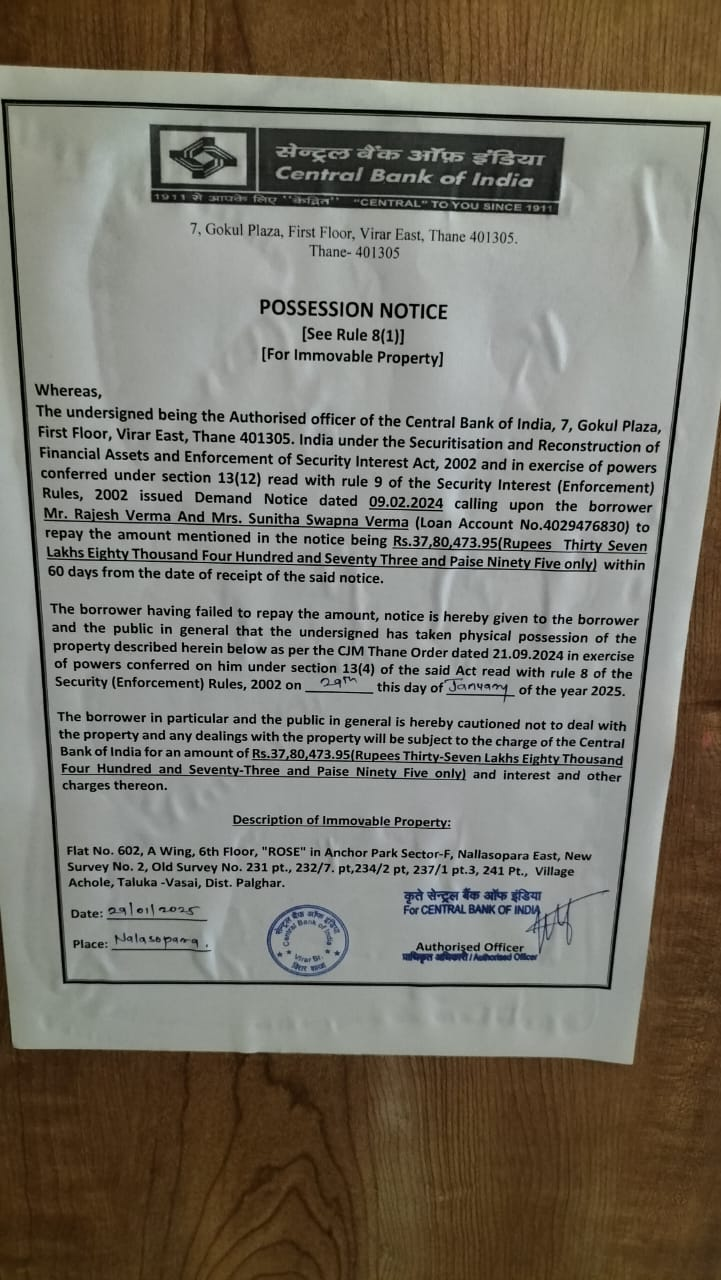 सेन्ट्रल बैंक ऑफ़ इंडिया
Central Bank of India
1911 से आपके लिए "केंद्रित" "CENTRAL" TO YOU SINCE 1911
7, Gokul Plaza, First Floor, Virar East, Thane 401305.
Thane- 401305
POSSESSION NOTICE
[See Rule 8(1)]
[For Immovable Property]
Whereas,
The undersigned being the Authorised officer of the Central Bank of India, 7, Gokul Plaza,
First Floor, Virar East, Thane 401305. India under the Securitisation and Reconstruction of
Financial Assets and Enforcement of Security Interest Act, 2002 and in exercise of powers
conferred under section 13(12) read with rule 9 of the Security Interest (Enforcement)
Rules, 2002 issued Demand Notice dated 09.02.2024 calling upon the borrower
Mr. Rajesh Verma And Mrs. Sunitha Swapna Verma (Loan Account No.4029476830) to
repay the amount mentioned in the notice being Rs.37,80,473.95(Rupees Thirty Seven
Lakhs Eighty Thousand Four Hundred and Seventy Three and Paise Ninety Five only) within
60 days from the date of receipt of the said notice.
The borrower having failed to repay the amount, notice is hereby given to the borrower
and the public in general that the undersigned has taken physical possession of the
property described herein below as per the CJM Thane Order dated 21.09.2024 in exercise
of powers conferred on him under section 13(4) of the said Act read with rule 8 of the
Security (Enforcement) Rules, 2002 on 29th this day of January of the year 2025.
The borrower in particular and the public in general is hereby cautioned not to deal with
the property and any dealings with the property will be subject to the charge of the Central
Bank of India for an amount of Rs.37,80,473.95(Rupees Thirty-Seven Lakhs Eighty Thousand
Four Hundred and Seventy-Three and Paise Ninety Five only) and interest and other
charges thereon.
Description of Immovable Property:
Flat No. 602, A Wing, 6th Floor, "ROSE" in Anchor Park Sector-F, Nallasopara East, New
Survey No. 2, Old Survey No. 231 pt., 232/7. pt,234/2 pt, 237/1 pt.3, 241 Pt., Village
Achole, Taluka -Vasai, Dist. Palghar.
कृते सेन्ट्रल बैंक ऑफ इंडिया
For CENTRAL BANK OF INDIA
Date: 29/01/2025
Place: Nalasopara.
सेन्ट्रल बैंक ऑफ इंडिया
Central Bank of India
Virar Br.
Authorised Officer
प्राधिकृत अधिकारी / Authorised Officer